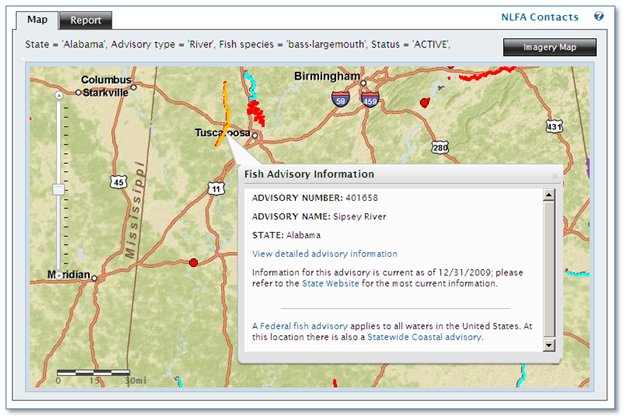 Map Report NLFA Contacts ?
State = 'Alabama', Advisory type = 'River', Fish species = 'bass-largemouth', Status = 'ACTIVE',
Imagery Map
Columbus
Starkville
Birmingham
59 459
Tuscaloosa
431
280
45
11
Mississippi
Meridian
Fish Advisory Information x
ADVISORY NUMBER: 401658
ADVISORY NAME: Sipsey River
STATE: Alabama
View detailed advisory information
Information for this advisory is current as of 12/31/2009; please
refer to the State Website for the most current information.
A Federal fish advisory applies to all waters in the United States. At
this location there is also a Statewide Coastal advisory.
0 15 30mi